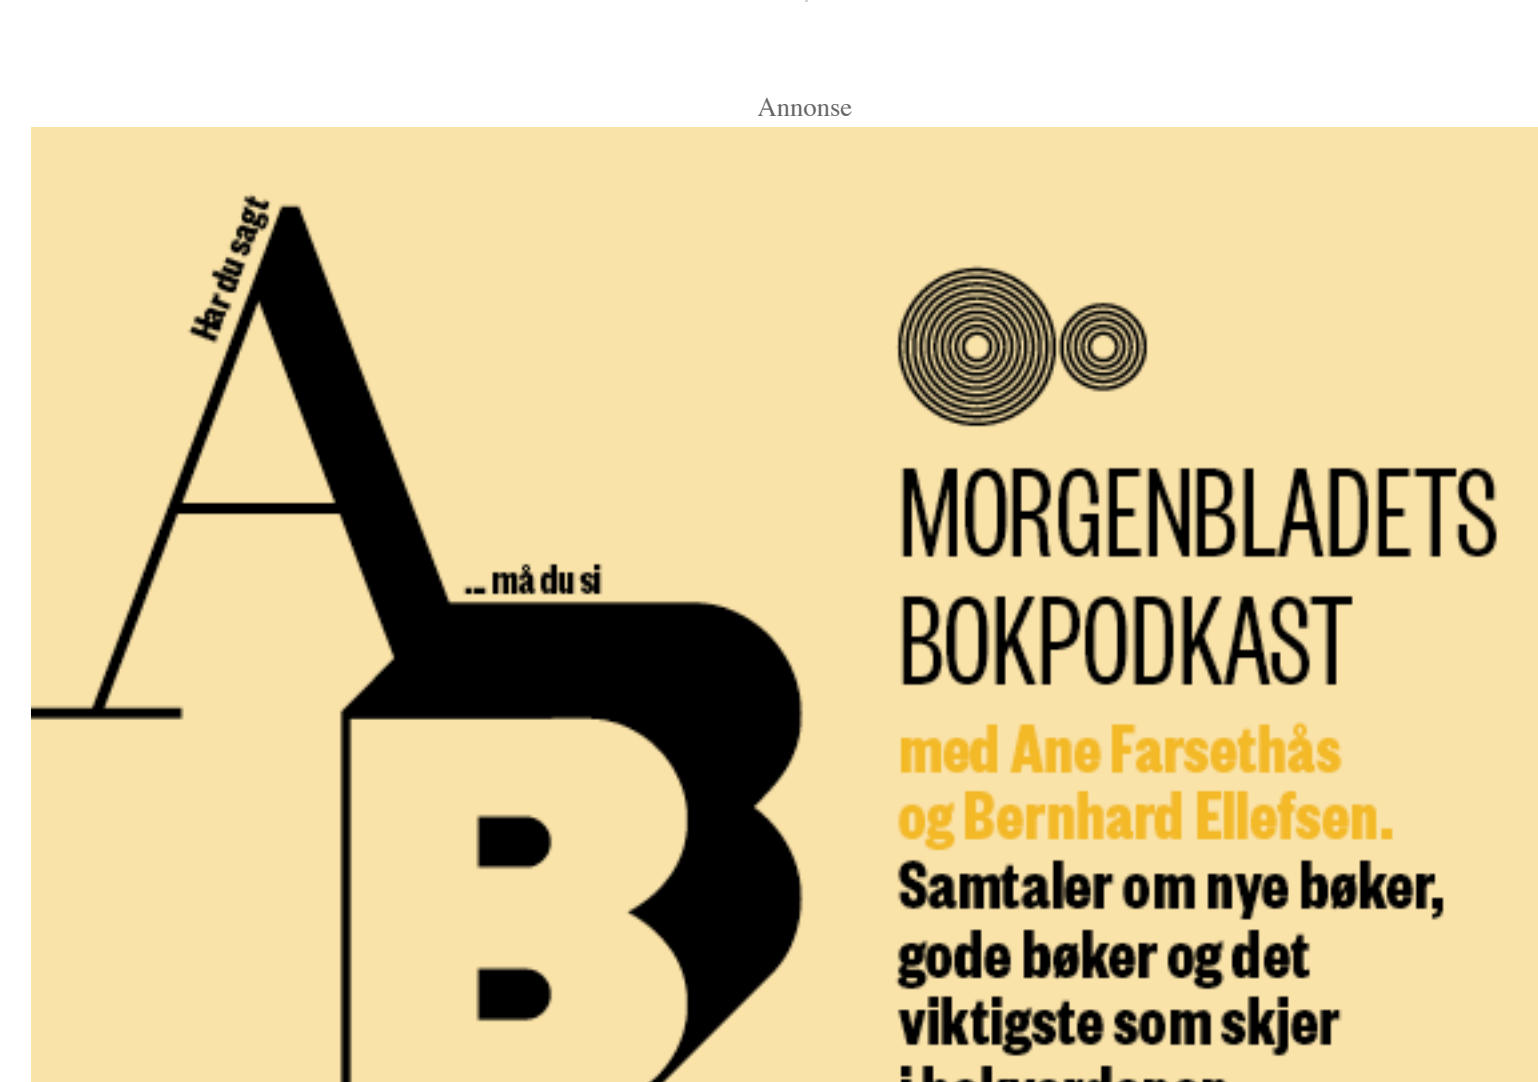 Annonse
Har du sagt
A
... må du si
B
MORGENBLADETS
BOKPODKAST
med Ane Farsethås
og Bernhard Ellefsen.
Samtaler om nye bøker,
gode bøker og det
viktigste som skjer